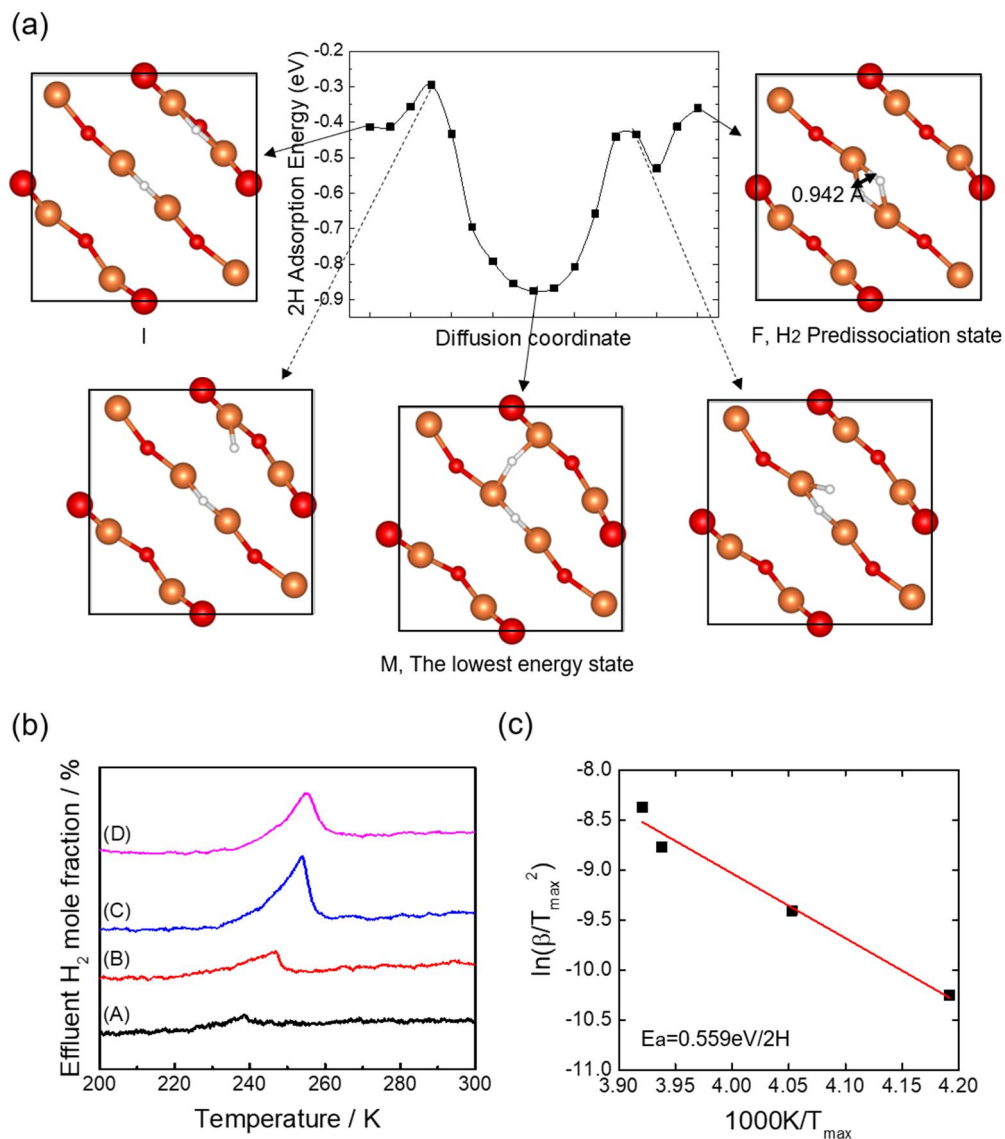 (a)
-0.2
-0.3
-0.4
-0.5
-0.6
-0.7
-0.8
-0.9
2H Adsorption Energy (eV)
Diffusion coordinate
I
0.942 Å
F, H2 Predissociation state
M, The lowest energy state
(b)
Effluent H₂ mole fraction / %
(D)
(C)
(B)
(A)
200 220 240 260 280 300
Temperature / K
(c)
-8.0
-8.5
-9.0
-9.5
-10.0
-10.5
-11.0
ln(β/Tmax²)
Ea=0.559eV/2H
3.90 3.95 4.00 4.05 4.10 4.15 4.20
1000K/Tmax